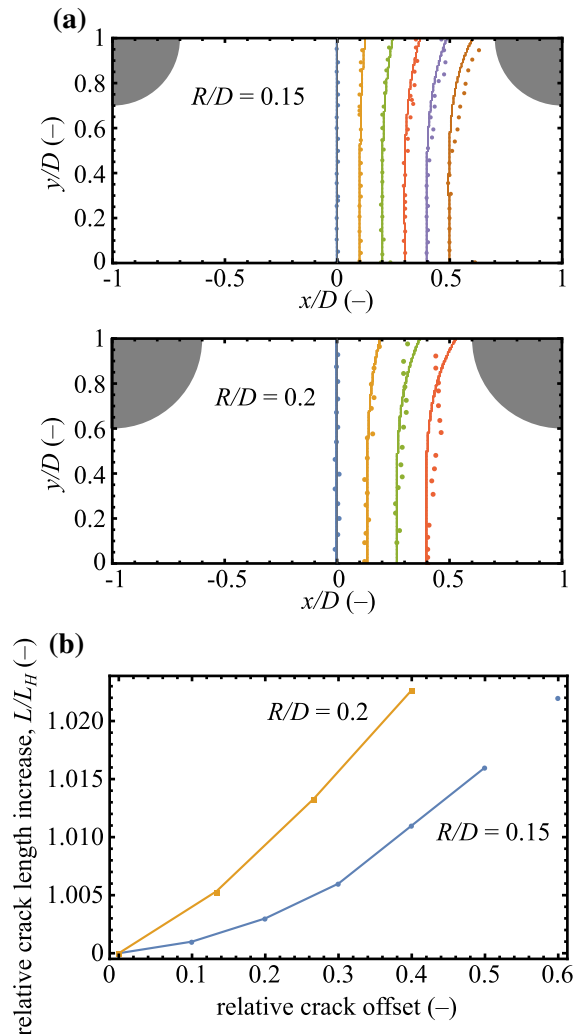 (a)
1
0.8
0.6
0.4
0.2
0
y/D (–)
R/D = 0.15
-1 -0.5 0 0.5 1
x/D (–)
1
0.8
0.6
0.4
0.2
0
y/D (–)
R/D = 0.2
-1 -0.5 0 0.5 1
x/D (–)
(b)
relative crack length increase, L/L_H (–)
1.020
1.015
1.010
1.005
0
R/D = 0.2
R/D = 0.15
0 0.1 0.2 0.3 0.4 0.5 0.6
relative crack offset (–)